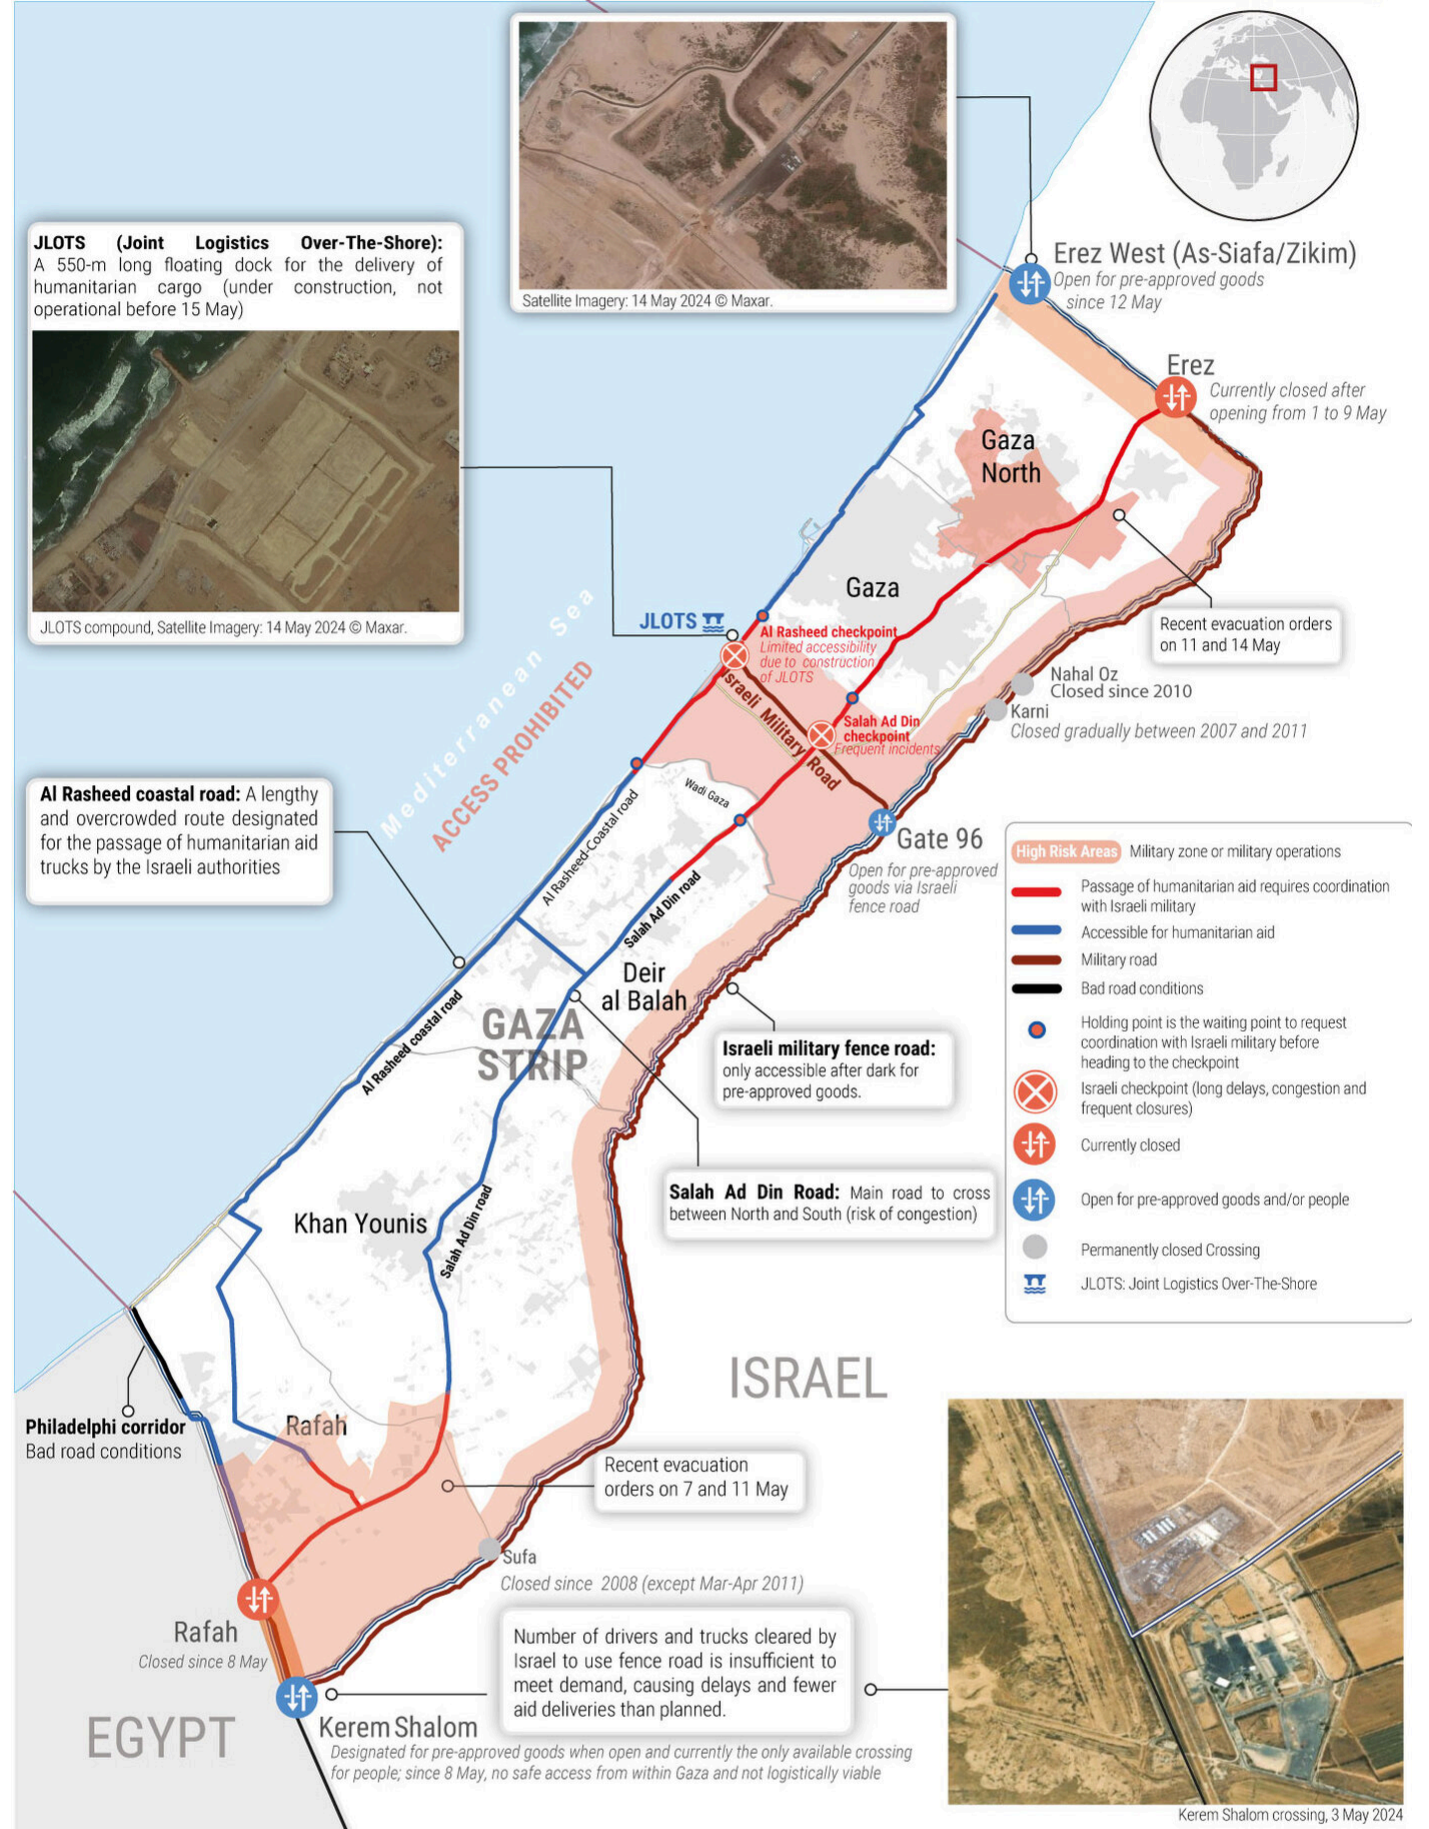 Satellite Imagery: 14 May 2024 © Maxar.
JLOTS (Joint Logistics Over-The-Shore):
A 550-m long floating dock for the delivery of
humanitarian cargo (under construction, not
operational before 15 May)
JLOTS compound, Satellite Imagery: 14 May 2024 © Maxar.
Erez West (As-Siafa/Zikim)
Open for pre-approved goods
since 12 May
Erez
Currently closed after
opening from 1 to 9 May
Gaza
North
Gaza
Recent evacuation orders
on 11 and 14 May
Mediterranean Sea
ACCESS PROHIBITED
JLOTS
Al Rasheed checkpoint
Limited accessibility
due to construction
of JLOTS
Israeli Military Road
Salah Ad Din
checkpoint
Frequent incidents
Nahal Oz
Closed since 2010
Karni
Closed gradually between 2007 and 2011
Wadi Gaza
Al Rasheed coastal road: A lengthy
and overcrowded route designated
for the passage of humanitarian aid
trucks by the Israeli authorities
Al Rasheed-Coastal road
Salah Ad Din road
Gate 96
Open for pre-approved
goods via Israeli
fence road
High Risk Areas Military zone or military operations
Passage of humanitarian aid requires coordination
with Israeli military
Accessible for humanitarian aid
Military road
Bad road conditions
Holding point is the waiting point to request
coordination with Israeli military before
heading to the checkpoint
Israeli checkpoint (long delays, congestion and
frequent closures)
Currently closed
Open for pre-approved goods and/or people
Permanently closed Crossing
JLOTS: Joint Logistics Over-The-Shore
Deir
al Balah
GAZA
STRIP
Al Rasheed coastal road
Israeli military fence road:
only accessible after dark for
pre-approved goods.
Salah Ad Din Road: Main road to cross
between North and South (risk of congestion)
Khan Younis
Salah Ad Din road
ISRAEL
Philadelphi corridor
Bad road conditions
Rafah
Recent evacuation
orders on 7 and 11 May
Sufa
Closed since 2008 (except Mar-Apr 2011)
Rafah
Closed since 8 May
Number of drivers and trucks cleared by
Israel to use fence road is insufficient to
meet demand, causing delays and fewer
aid deliveries than planned.
EGYPT
Kerem Shalom
Designated for pre-approved goods when open and currently the only available crossing
for people; since 8 May, no safe access from within Gaza and not logistically viable
Kerem Shalom crossing, 3 May 2024